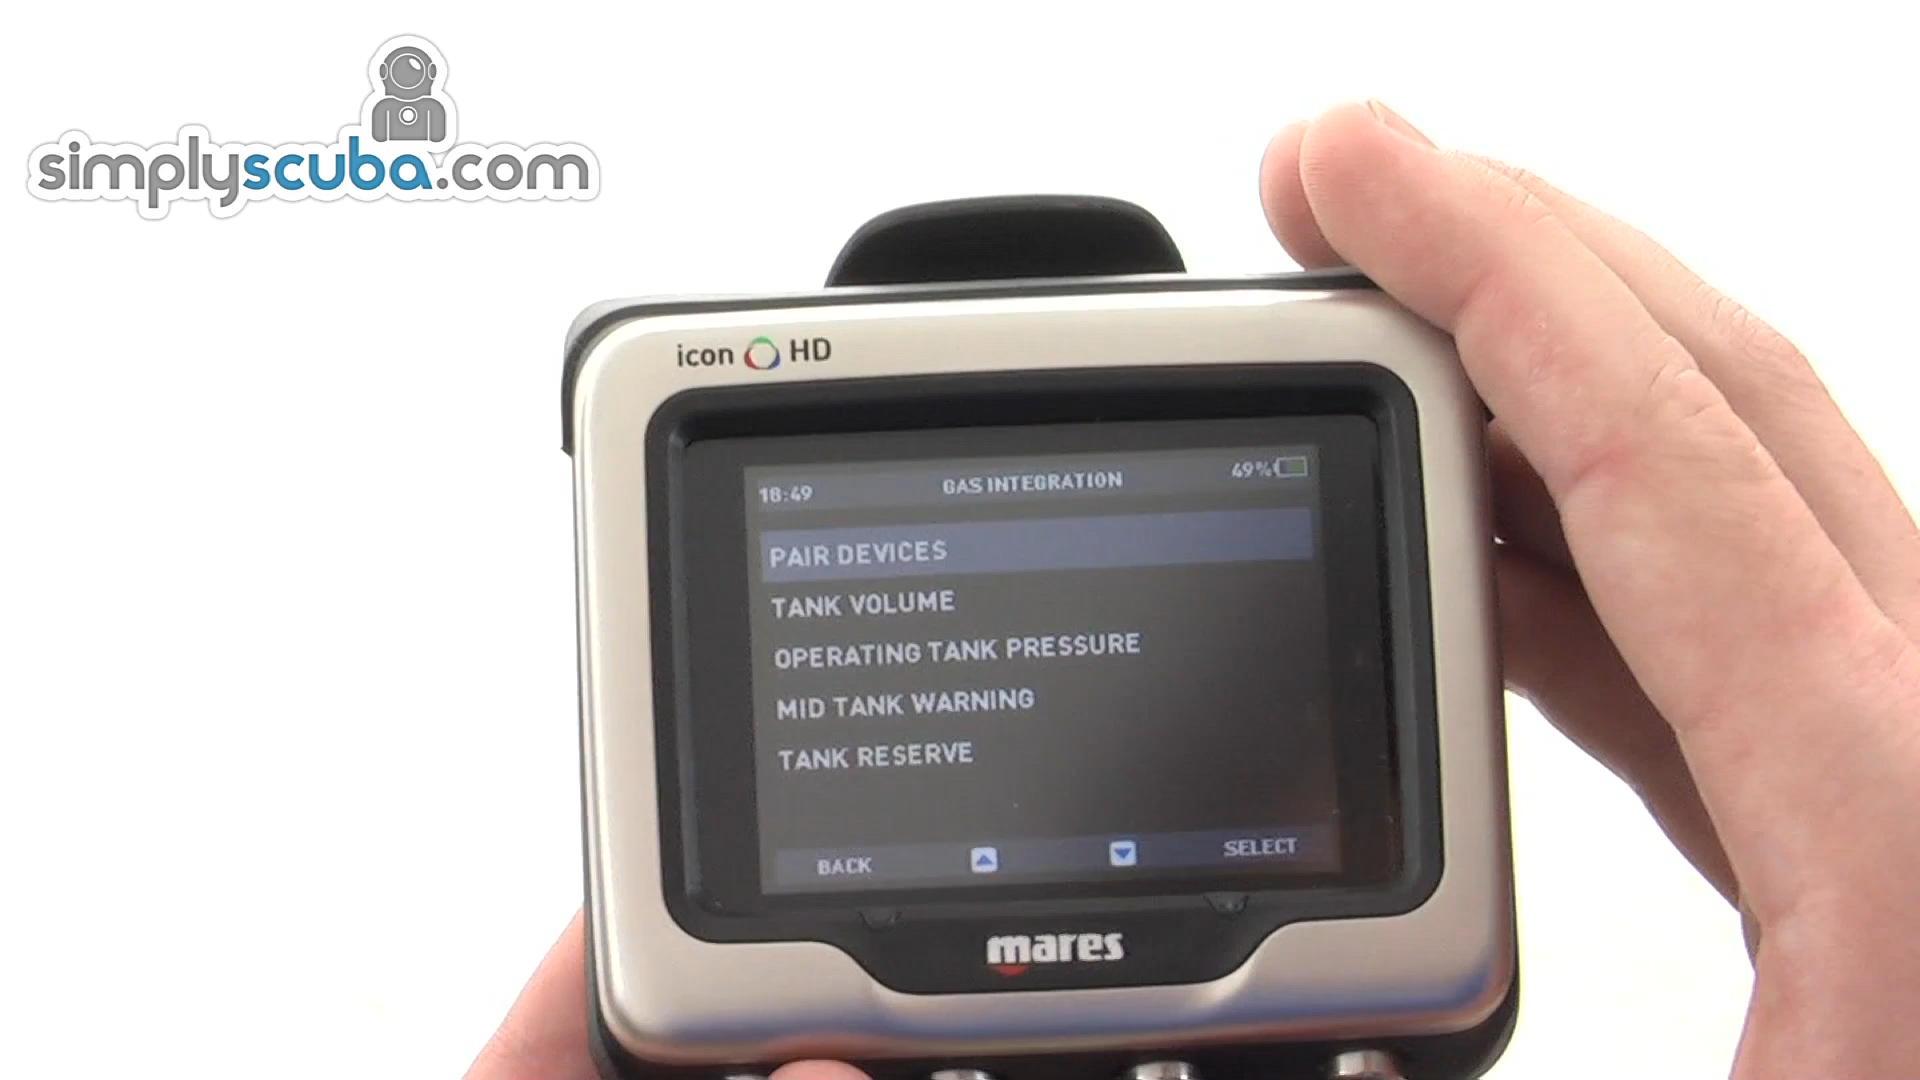 simplyscuba.com
icon HD
18:49 GAS INTEGRATION 49%
PAIR DEVICES
TANK VOLUME
OPERATING TANK PRESSURE
MID TANK WARNING
TANK RESERVE
BACK SELECT
mares